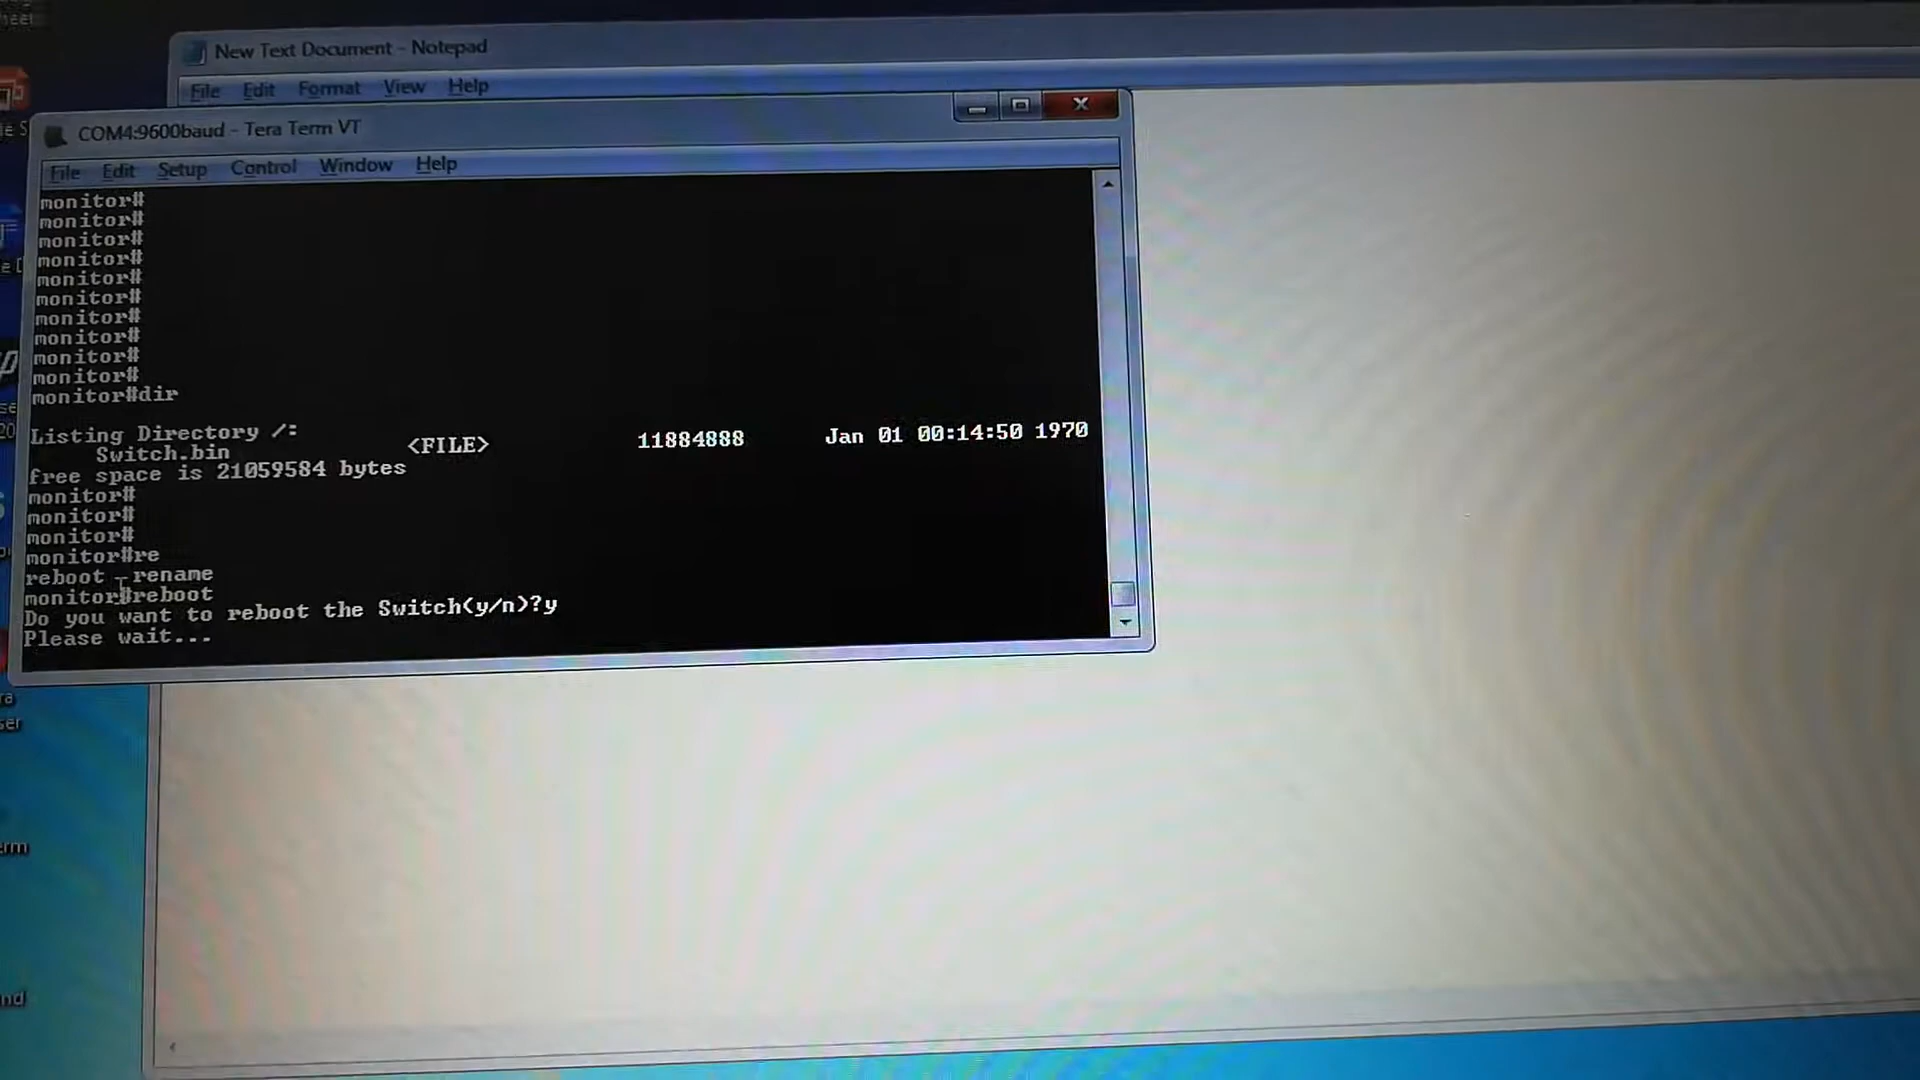 New Text Document - Notepad
File Edit Format View Help
COM4:9600baud - Tera Term VT
File Edit Setup Control Window Help
monitor#
monitor#
monitor#
monitor#
monitor#
monitor#
monitor#
monitor#
monitor#
monitor#
monitor#dir
Listing Directory /:
Switch.bin <FILE> 11884888 Jan 01 00:14:50 1970
free space is 21059584 bytes
monitor#
monitor#
monitor#
monitor#re
reboot rename
monitor#reboot
Do you want to reboot the Switch(y/n)?y
Please wait...